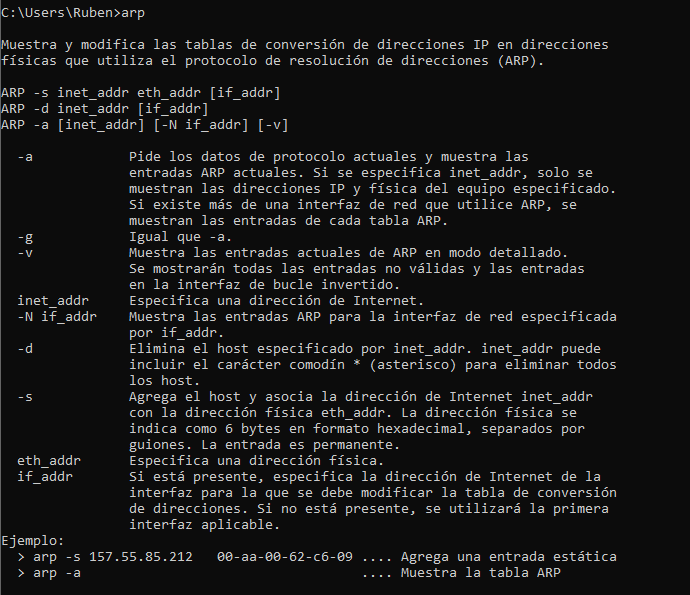 C:\Users\Ruben>arp
Muestra y modifica las tablas de conversión de direcciones IP en direcciones
físicas que utiliza el protocolo de resolución de direcciones (ARP).
ARP -s inet_addr eth_addr [if_addr]
ARP -d inet_addr [if_addr]
ARP -a [inet_addr] [-N if_addr] [-v]
-a            Pide los datos de protocolo actuales y muestra las
entradas ARP actuales. Si se especifica inet_addr, solo se
muestran las direcciones IP y física del equipo especificado.
Si existe más de una interfaz de red que utilice ARP, se
muestran las entradas de cada tabla ARP.
-g            Igual que -a.
-v            Muestra las entradas actuales de ARP en modo detallado.
Se mostrarán todas las entradas no válidas y las entradas
en la interfaz de bucle invertido.
inet_addr     Especifica una dirección de Internet.
-N if_addr    Muestra las entradas ARP para la interfaz de red especificada
por if_addr.
-d            Elimina el host especificado por inet_addr. inet_addr puede
incluir el carácter comodín * (asterisco) para eliminar todos
los host.
-s            Agrega el host y asocia la dirección de Internet inet_addr
con la dirección física eth_addr. La dirección física se
indica como 6 bytes en formato hexadecimal, separados por
guiones. La entrada es permanente.
eth_addr      Especifica una dirección física.
if_addr       Si está presente, especifica la dirección de Internet de la
interfaz para la que se debe modificar la tabla de conversión
de direcciones. Si no está presente, se utilizará la primera
interfaz aplicable.
Ejemplo:
> arp -s 157.55.85.212   00-aa-00-62-c6-09 .... Agrega una entrada estática
> arp -a                                   .... Muestra la tabla ARP